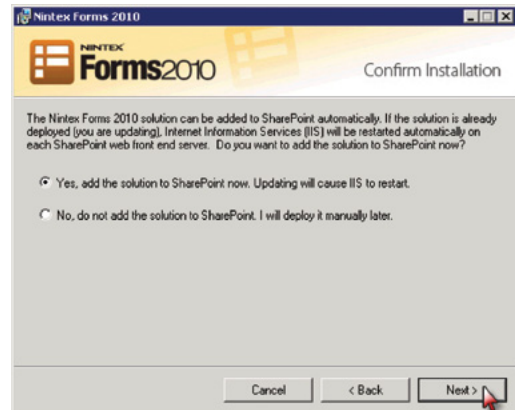 Nintex Forms 2010
NINTEX
Forms2010
Confirm Installation
The Nintex Forms 2010 solution can be added to SharePoint automatically. If the solution is already
deployed (you are updating), Internet Information Services (IIS) will be restarted automatically on
each SharePoint web front end server. Do you want to add the solution to SharePoint now?
Yes, add the solution to SharePoint now. Updating will cause IIS to restart.
No, do not add the solution to SharePoint. I will deploy it manually later.
Cancel
< Back
Next >